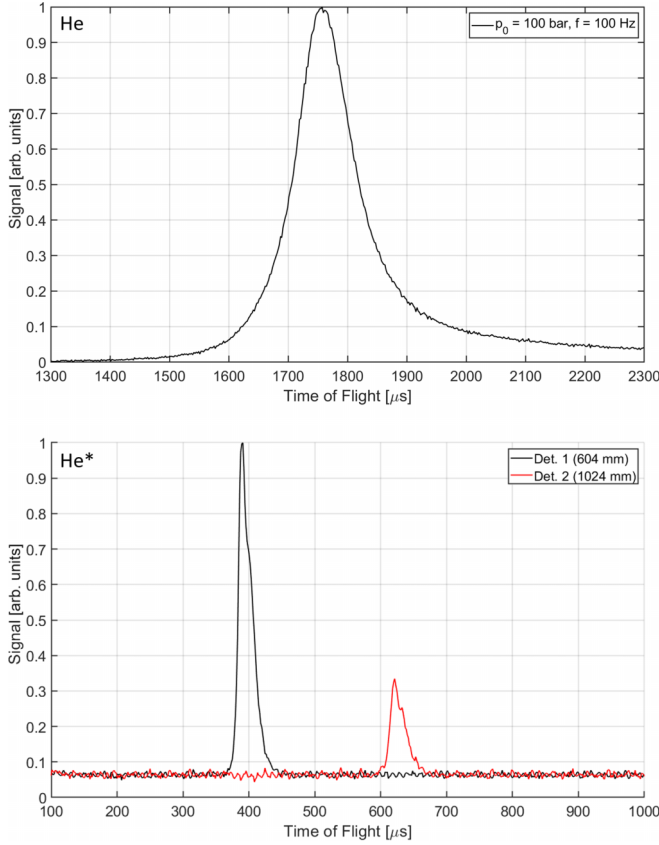 He
p0 = 100 bar, f = 100 Hz
1
0.9
0.8
0.7
0.6
0.5
0.4
0.3
0.2
0.1
0
Signal [arb. units]
1300 1400 1500 1600 1700 1800 1900 2000 2100 2200 2300
Time of Flight [μs]
He*
Det. 1 (604 mm)
Det. 2 (1024 mm)
1
0.9
0.8
0.7
0.6
0.5
0.4
0.3
0.2
0.1
0
Signal [arb. units]
100 200 300 400 500 600 700 800 900 1000
Time of Flight [μs]